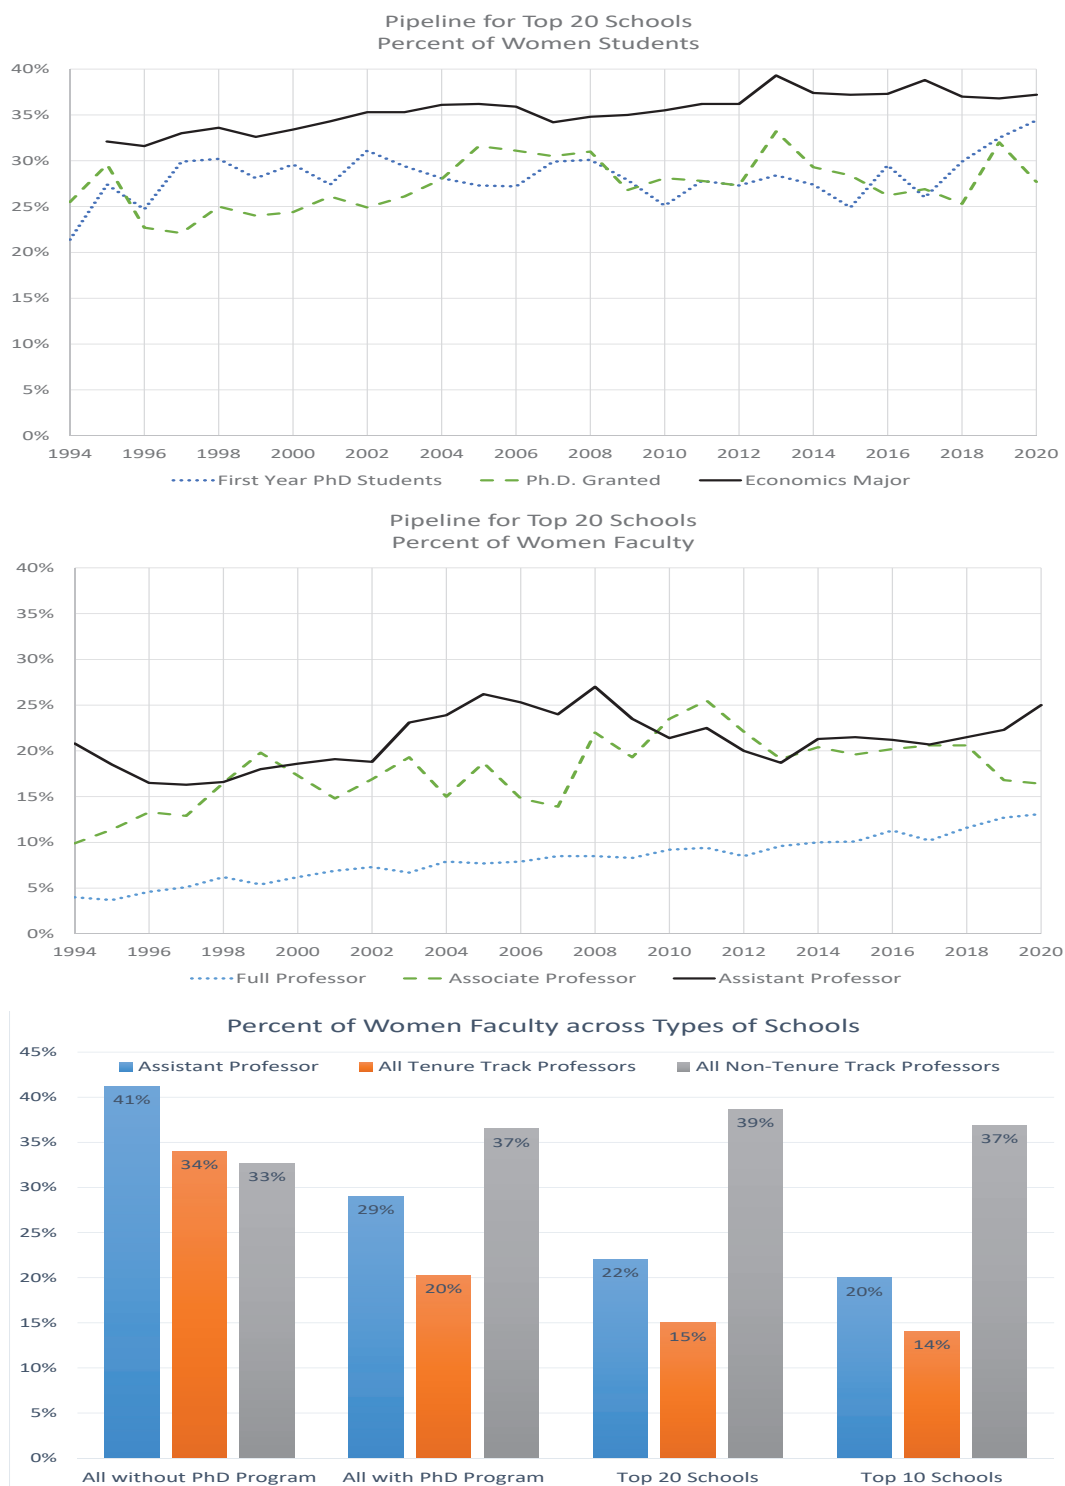 Pipeline for Top 20 Schools
Percent of Women Students
40%
35%
30%
25%
20%
15%
10%
5%
0%
1994 1996 1998 2000 2002 2004 2006 2008 2010 2012 2014 2016 2018 2020
First Year PhD Students Ph.D. Granted Economics Major
Pipeline for Top 20 Schools
Percent of Women Faculty
40%
35%
30%
25%
20%
15%
10%
5%
0%
1994 1996 1998 2000 2002 2004 2006 2008 2010 2012 2014 2016 2018 2020
Full Professor Associate Professor Assistant Professor
Percent of Women Faculty across Types of Schools
45%
Assistant Professor All Tenure Track Professors All Non-Tenure Track Professors
40%
35%
30%
25%
20%
15%
10%
5%
0%
41% 34% 33% 29% 20% 37% 22% 15% 39% 20% 14% 37%
All without PhD Program All with PhD Program Top 20 Schools Top 10 Schools